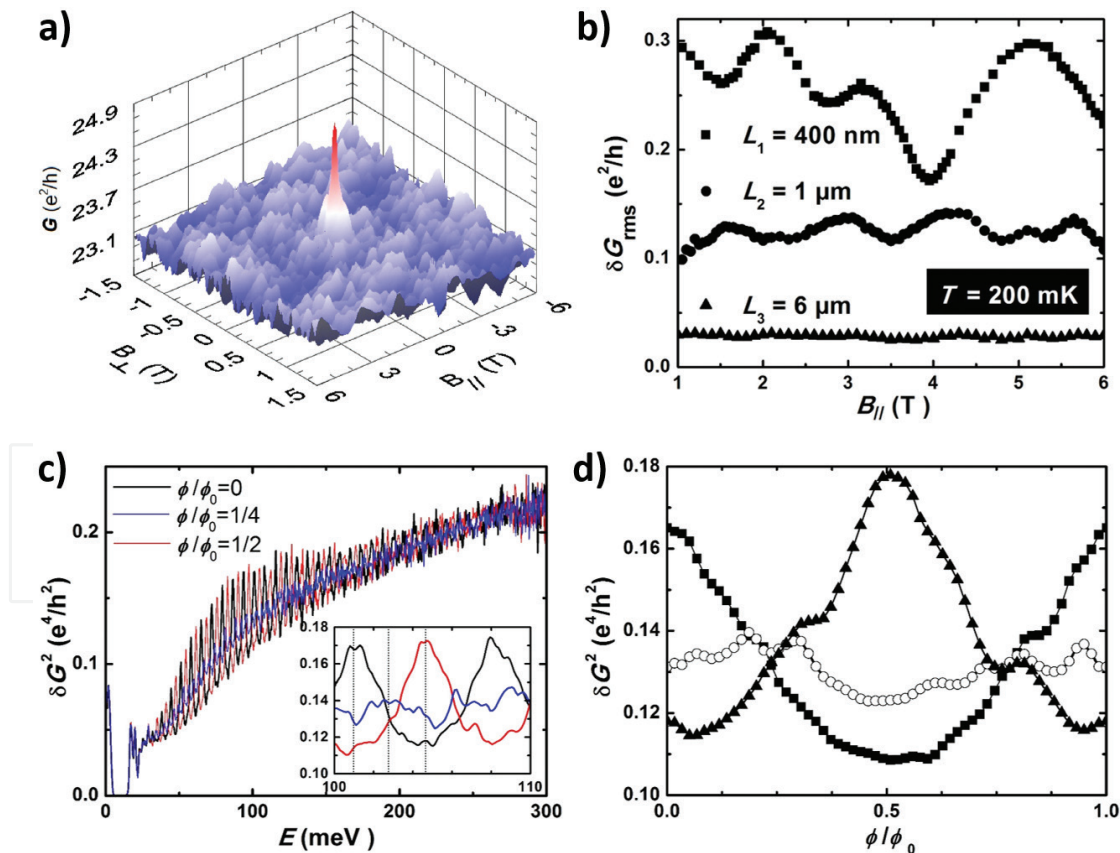 a)
24.9
24.3
23.7
23.1
G (e²/h)
-1.5
-1
-0.5
0
0.5
1
1.5
B⊥ (T)
-6
-3
0
3
6
B// (T)
b)
0.3
0.2
0.1
0.0
δGrms (e²/h)
L1 = 400 nm
L2 = 1 µm
L3 = 6 µm
T = 200 mK
1 2 3 4 5 6
B// (T)
c)
0.2
0.1
0.0
δG² (e⁴/h²)
ϕ/ϕ0=0
ϕ/ϕ0=1/4
ϕ/ϕ0=1/2
0.18
0.16
0.14
0.12
0.10
100 110
0 100 200 300
E (meV)
d)
0.18
0.16
0.14
0.12
0.10
δG² (e⁴/h²)
0.0 0.5 1.0
ϕ/ϕ0